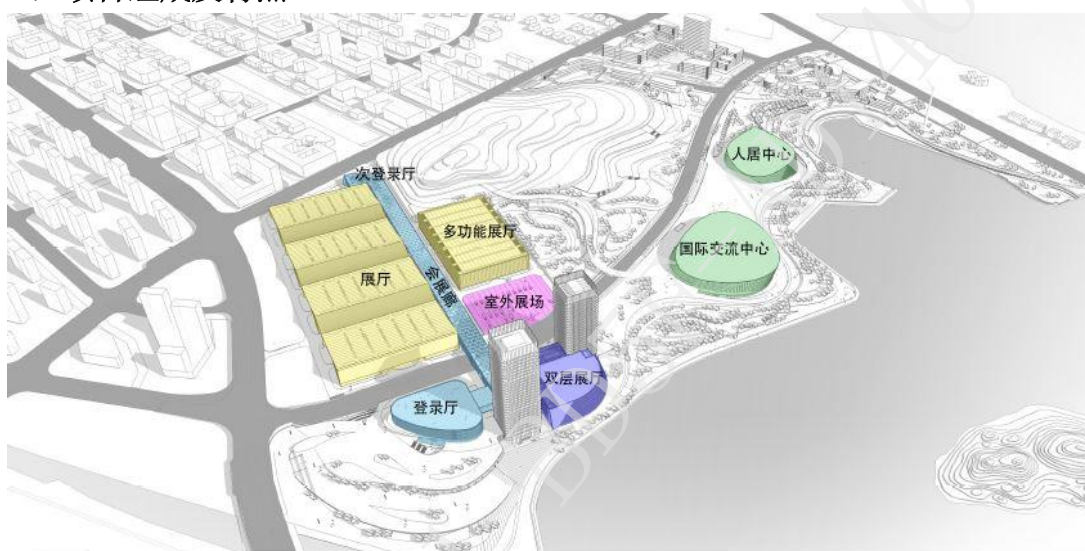 次登录厅
人居中心
多功能展厅
国际交流中心
展厅
会展廊
室外展场
双层展厅
登录厅